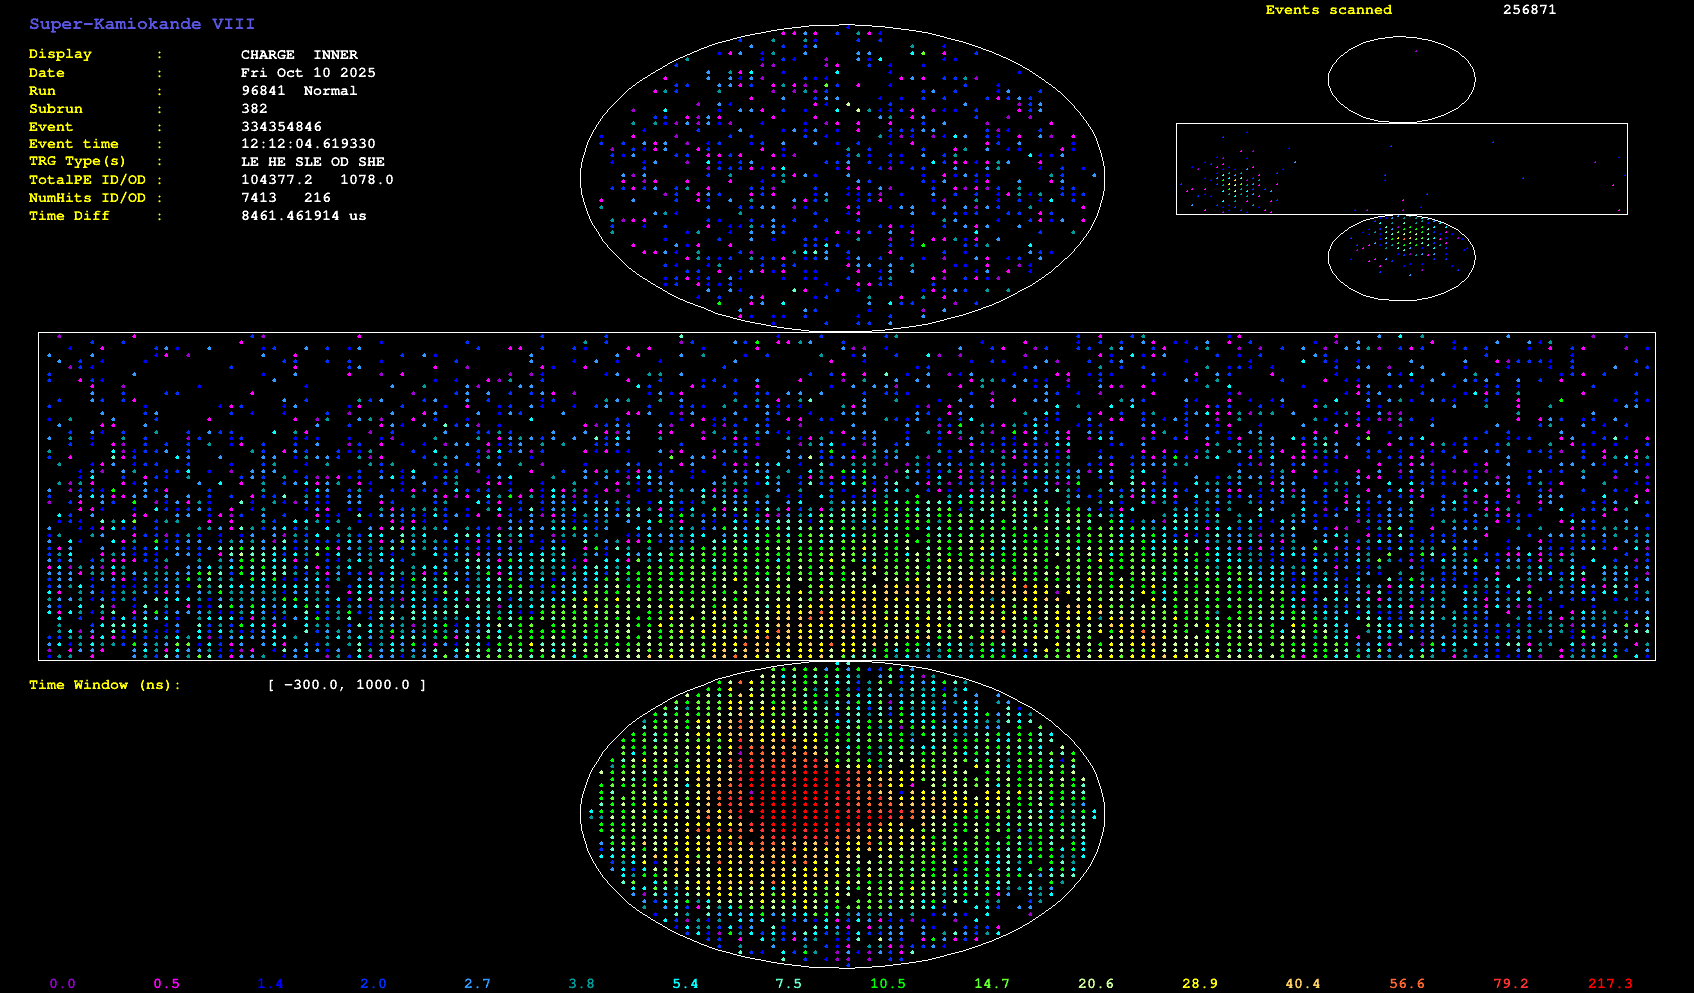 Super-Kamiokande VIII
Events scanned 256871
Display : CHARGE INNER
Date : Fri Oct 10 2025
Run : 96841 Normal
Subrun : 382
Event : 334354846
Event time : 12:12:04.619330
TRG Type(s) : LE HE SLE OD SHE
TotalPE ID/OD : 104377.2 1078.0
NumHits ID/OD : 7413 216
Time Diff : 8461.461914 us
Time Window (ns): [ -300.0, 1000.0 ]
0.0 0.5 1.4 2.0 2.7 3.8 5.4 7.5 10.5 14.7 20.6 28.9 40.4 56.6 79.2 217.3